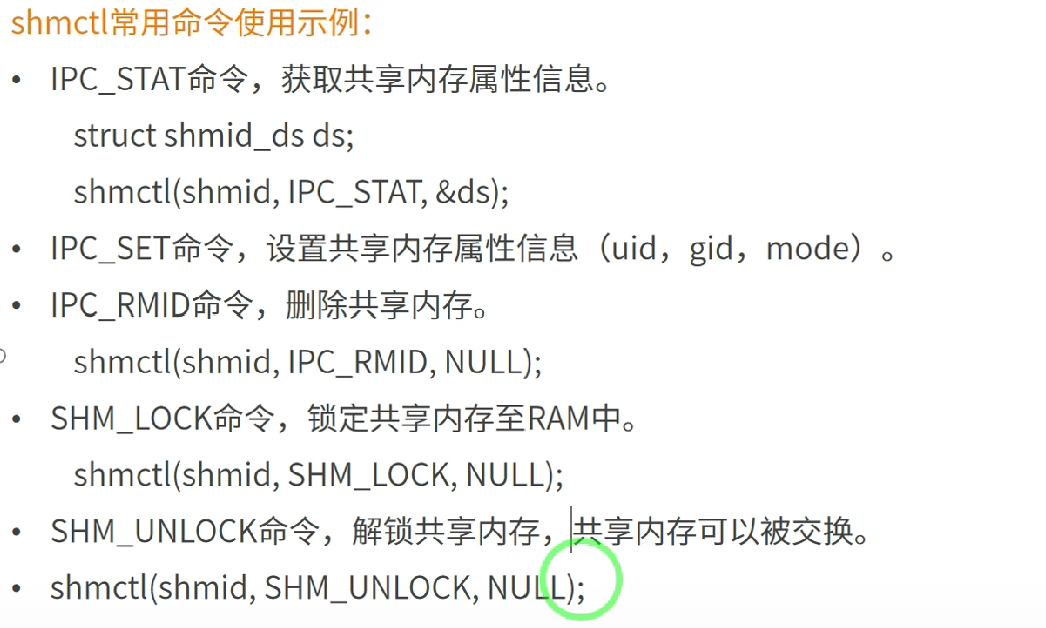 shmctl常用命令使用示例：
• IPC_STAT命令，获取共享内存属性信息。
struct shmid_ds ds;
shmctl(shmid, IPC_STAT, &ds);
• IPC_SET命令，设置共享内存属性信息（uid，gid，mode）。
• IPC_RMID命令，删除共享内存。
shmctl(shmid, IPC_RMID, NULL);
• SHM_LOCK命令，锁定共享内存至RAM中。
shmctl(shmid, SHM_LOCK, NULL);
• SHM_UNLOCK命令，解锁共享内存，共享内存可以被交换。
• shmctl(shmid, SHM_UNLOCK, NULL);